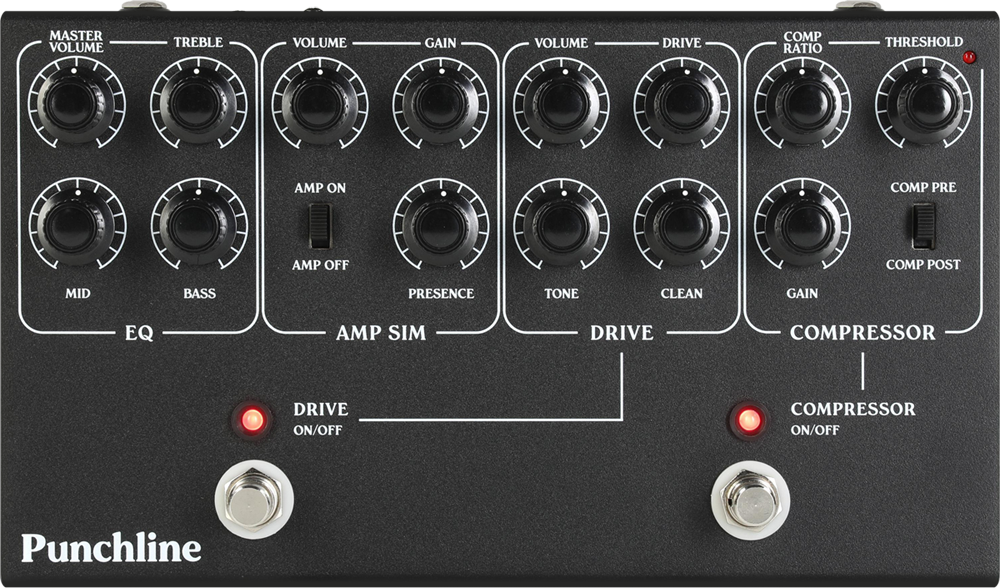 MASTER
VOLUME
TREBLE
VOLUME
GAIN
VOLUME
DRIVE
COMP
RATIO
THRESHOLD
AMP ON
COMP PRE
AMP OFF
COMP POST
MID
BASS
PRESENCE
TONE
CLEAN
GAIN
EQ
AMP SIM
DRIVE
COMPRESSOR
DRIVE
ON/OFF
COMPRESSOR
ON/OFF
Punchline